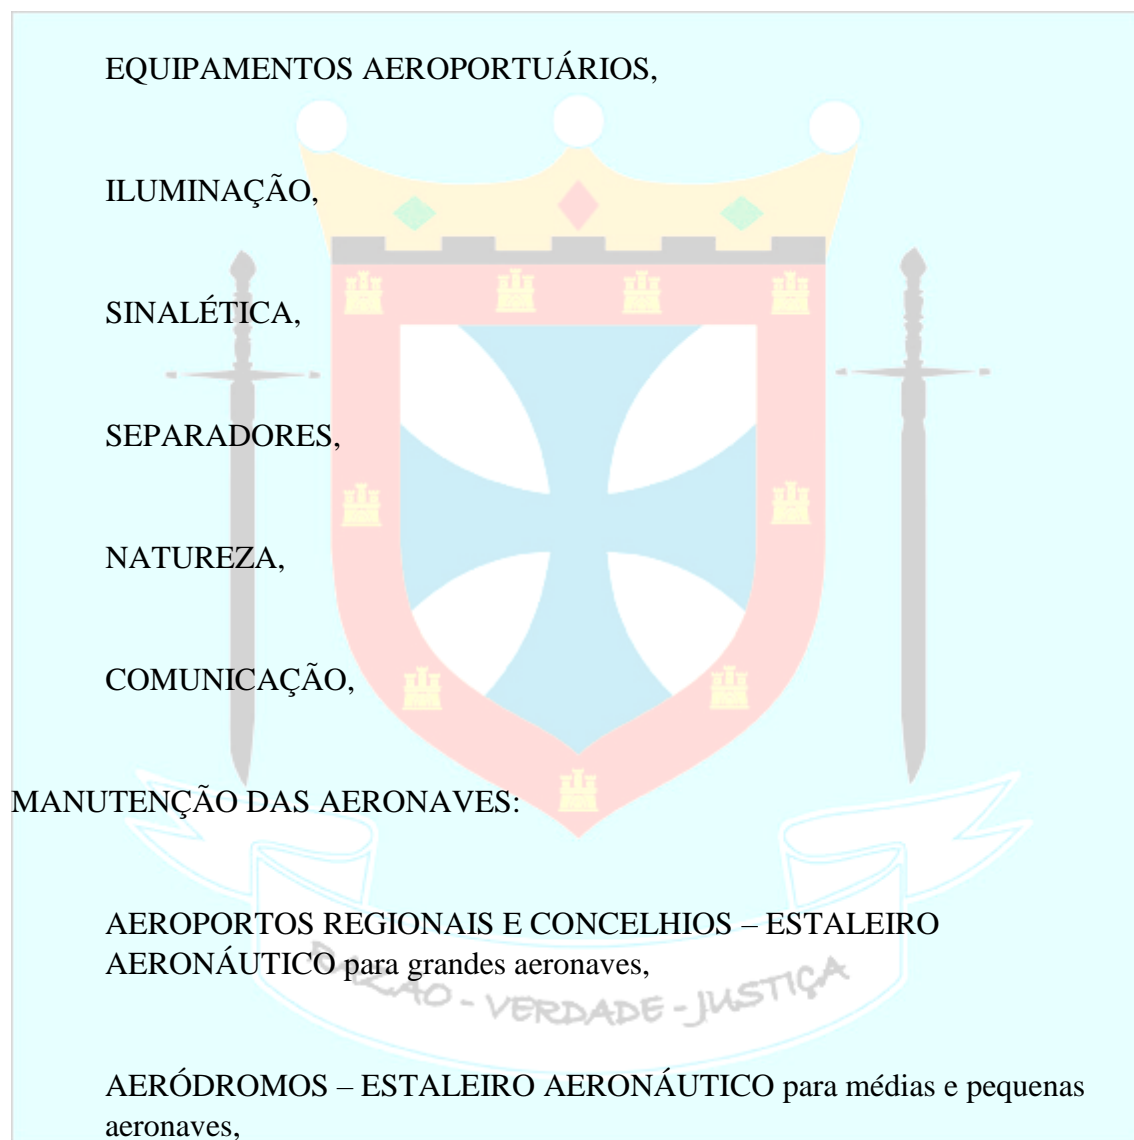 EQUIPAMENTOS AEROPORTUÁRIOS,
ILUMINAÇÃO,
SINALÉTICA,
SEPARADORES,
NATUREZA,
COMUNICAÇÃO,
MANUTENÇÃO DAS AERONAVES:
AEROPORTOS REGIONAIS E CONCELHIOS – ESTALEIRO
AERONÁUTICO para grandes aeronaves,
RAZÃO - VERDADE - JUSTIÇA
AERÓDROMOS – ESTALEIRO AERONÁUTICO para médias e pequenas
aeronaves,